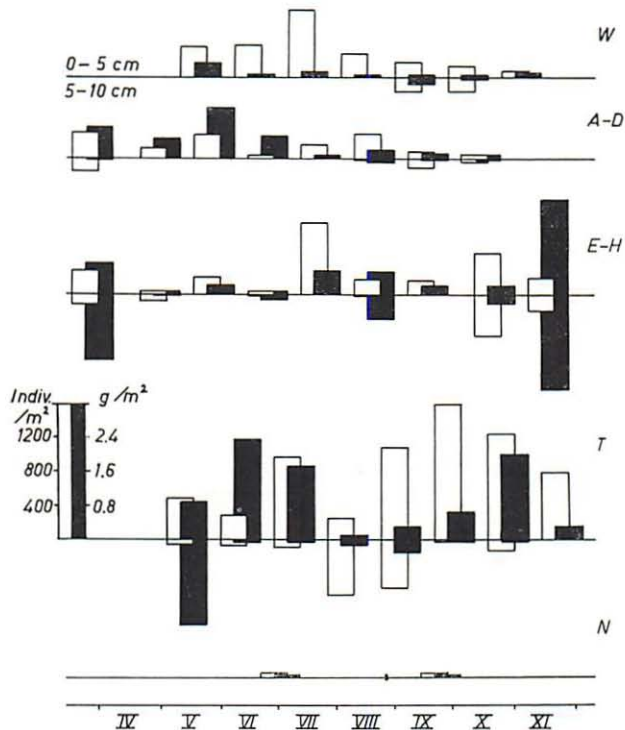 W
0-5 cm
5-10 cm
A-D
E-H
Indiv. /m² g/m²
1200 2.4
800 1.6
400 0.8
T
N
IV V VI VII VIII IX X XI